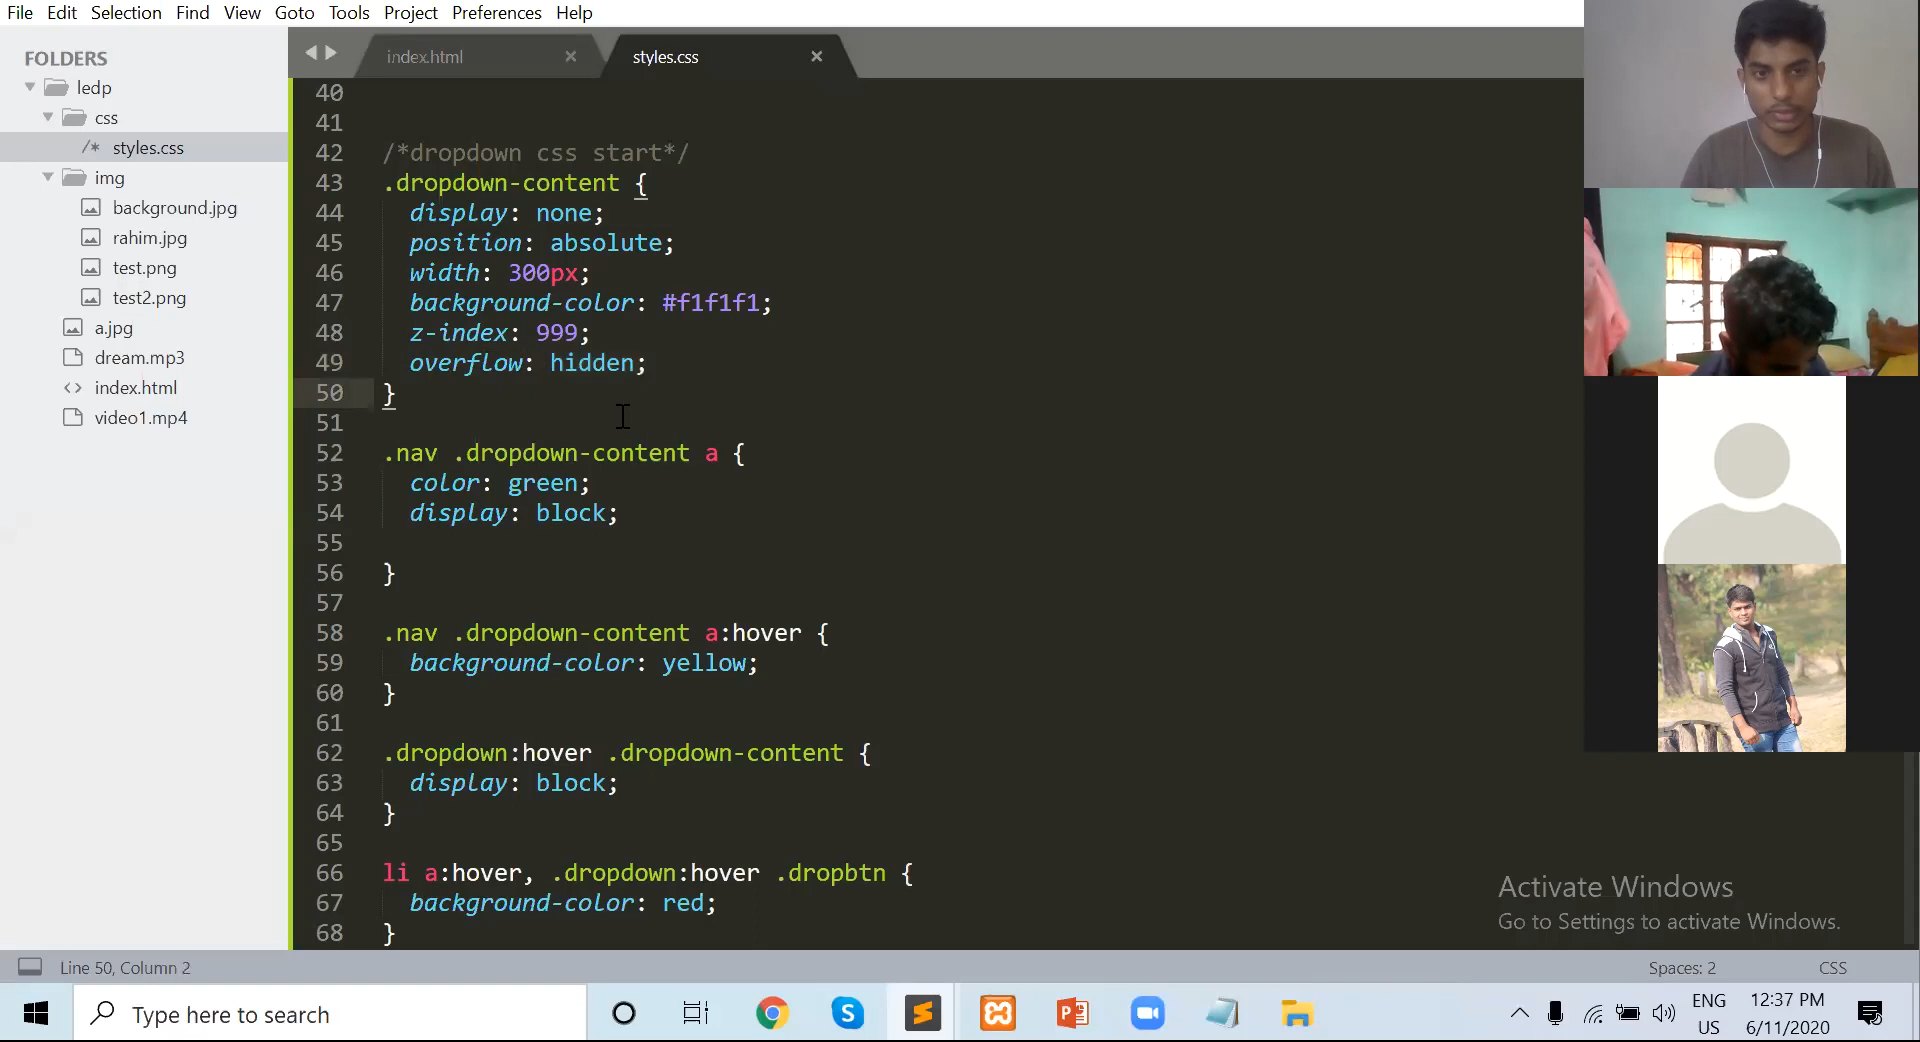 File Edit Selection Find View Goto Tools Project Preferences Help
FOLDERS
ledp
css
/* styles.css
img
background.jpg
rahim.jpg
test.png
test2.png
a.jpg
dream.mp3
<> index.html
video1.mp4
index.html × styles.css ×
40
41
42 /*dropdown css start*/
43 .dropdown-content {
44 display: none;
45 position: absolute;
46 width: 300px;
47 background-color: #f1f1f1;
48 z-index: 999;
49 overflow: hidden;
50 }
51
52 .nav .dropdown-content a {
53 color: green;
54 display: block;
55
56 }
57
58 .nav .dropdown-content a:hover {
59 background-color: yellow;
60 }
61
62 .dropdown:hover .dropdown-content {
63 display: block;
64 }
65
66 li a:hover, .dropdown:hover .dropbtn {
67 background-color: red;
68 }
Activate Windows
Go to Settings to activate Windows.
Line 50, Column 2 Spaces: 2 CSS
Type here to search
ENG
US
12:37 PM
6/11/2020